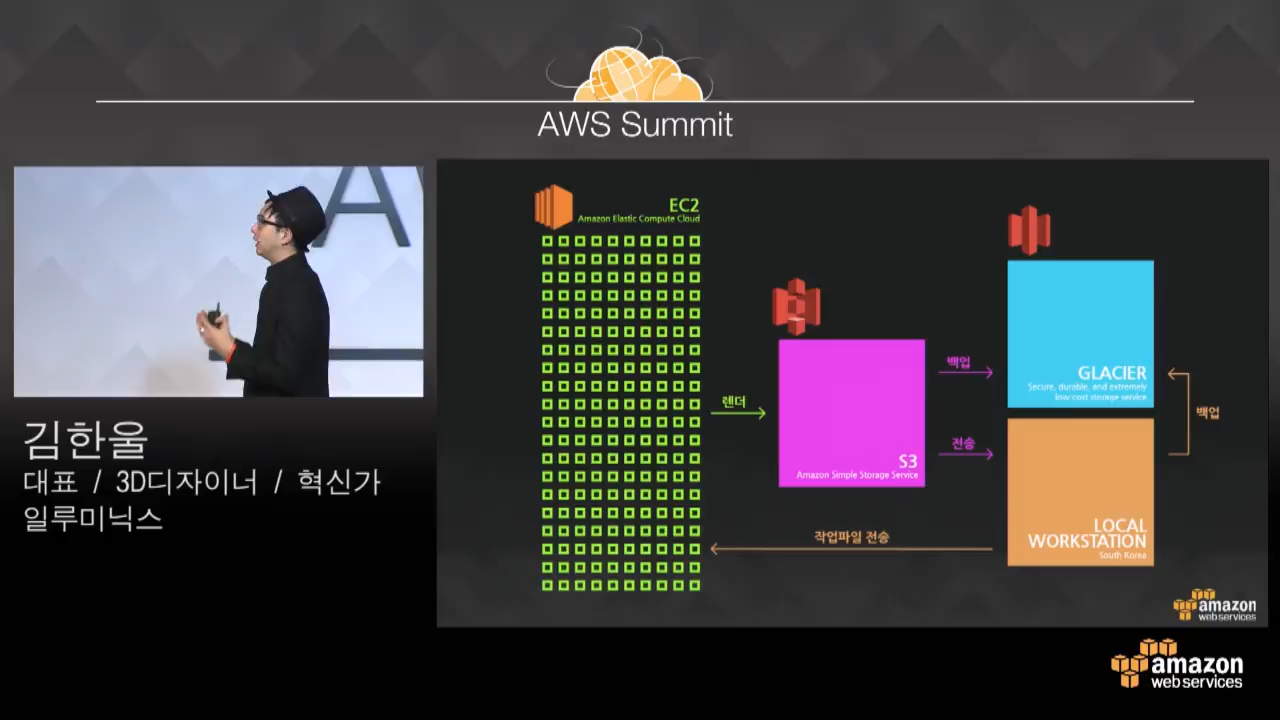 AWS Summit
A
김한울
대표 / 3D디자이너 / 혁신가
일루미닉스
EC2
Amazon Elastic Compute Cloud
렌더
S3
Amazon Simple Storage Service
백업
전송
GLACIER
Secure, durable, and extremely
low-cost storage service
백업
LOCAL
WORKSTATION
South Korea
작업파일 전송
amazon
web services
amazon
web services